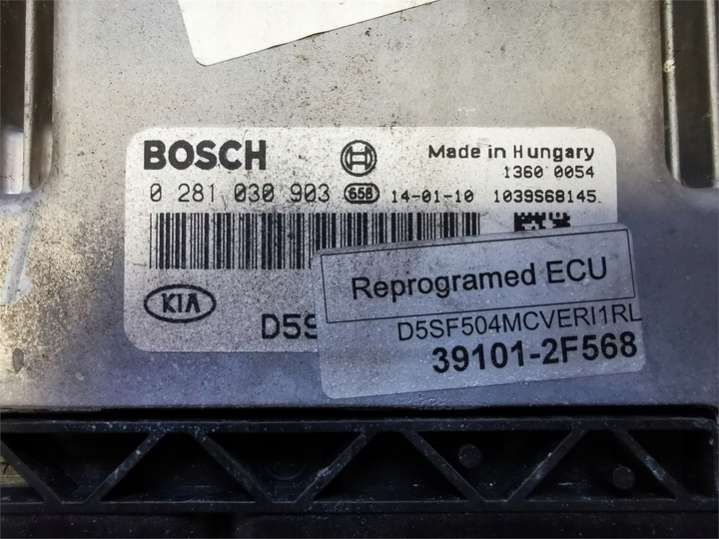 BOSCH
Made in Hungary
1360 0054
0 281 030 903 658 14-01-10 1039S68145
KIA
D5S
Reprogramed ECU
D5SF504MCVERI1RL
39101-2F568